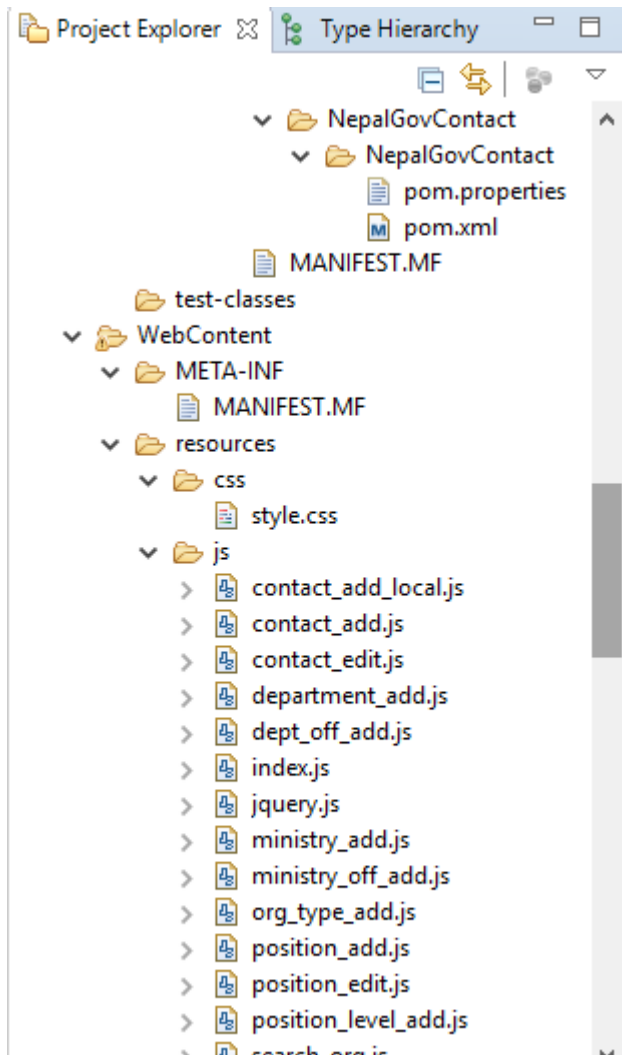 Project Explorer Type Hierarchy
NepalGovContact
NepalGovContact
pom.properties
pom.xml
MANIFEST.MF
test-classes
WebContent
META-INF
MANIFEST.MF
resources
css
style.css
js
contact_add_local.js
contact_add.js
contact_edit.js
department_add.js
dept_off_add.js
index.js
jquery.js
ministry_add.js
ministry_off_add.js
org_type_add.js
position_add.js
position_edit.js
position_level_add.js
search_org.js